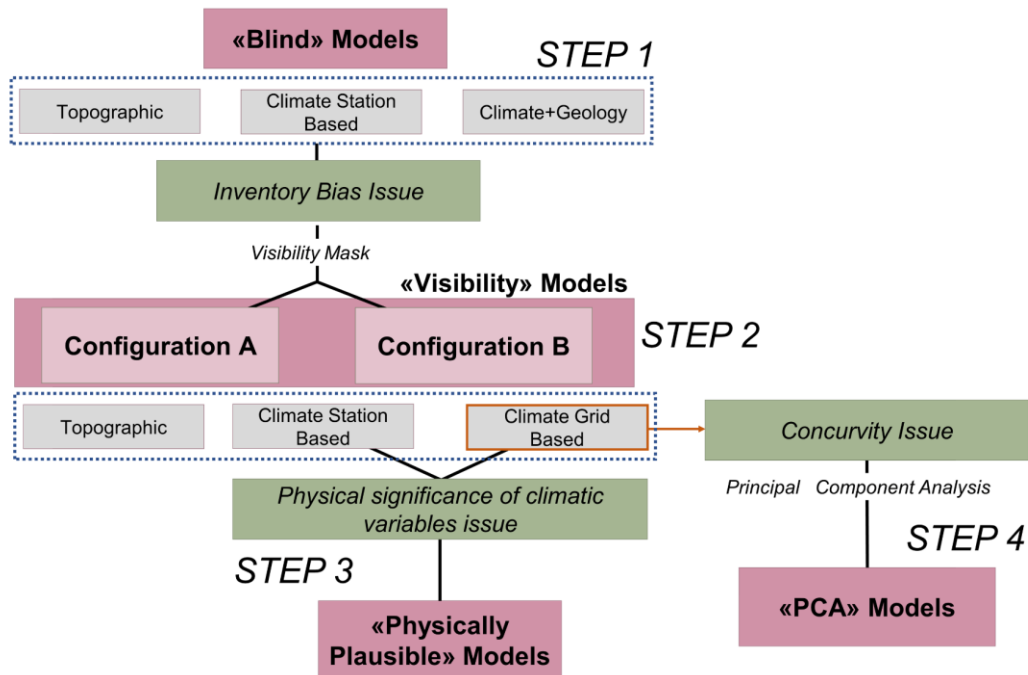 «Blind» Models
STEP 1
Topographic
Climate Station
Based
Climate+Geology
Inventory Bias Issue
Visibility Mask
«Visibility» Models
Configuration A
Configuration B
STEP 2
Topographic
Climate Station
Based
Climate Grid
Based
Concurvity Issue
Physical significance of climatic
variables issue
Principal Component Analysis
STEP 3
STEP 4
«Physically
Plausible» Models
«PCA» Models